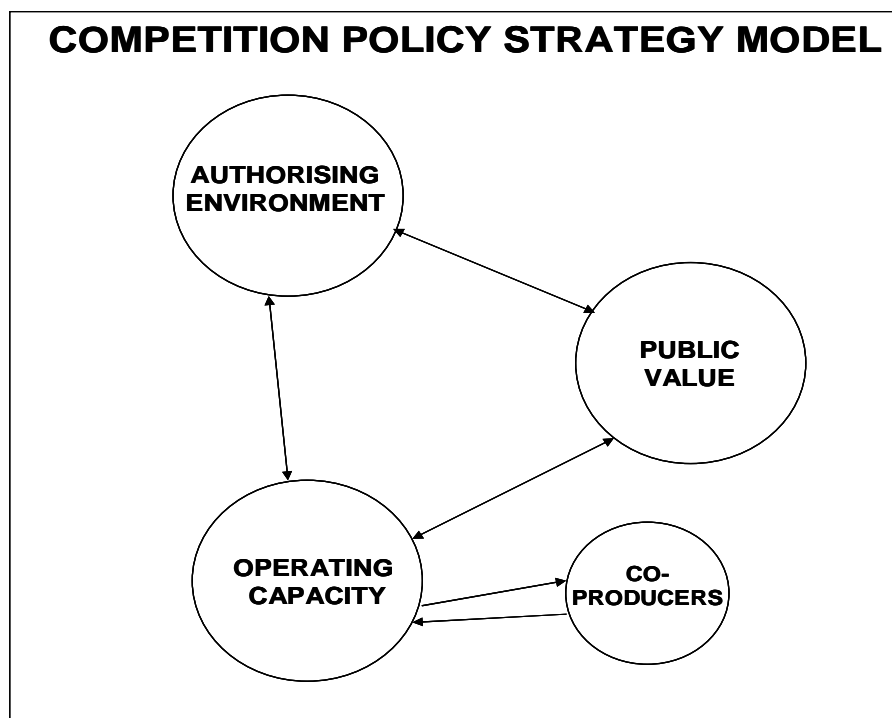 COMPETITION POLICY STRATEGY MODEL
AUTHORISING
ENVIRONMENT
PUBLIC
VALUE
OPERATING
CAPACITY
CO-
PRODUCERS